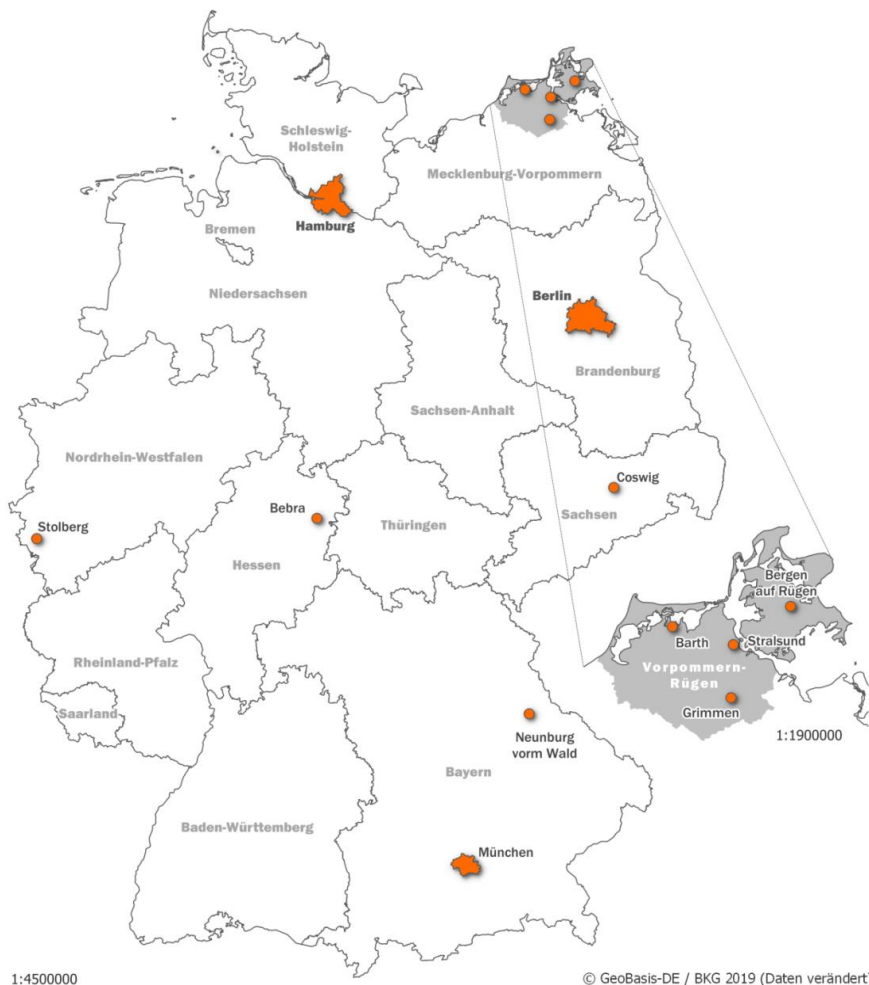 Schleswig-
Holstein
Mecklenburg-Vorpommern
Hamburg
Bremen
Niedersachsen
Berlin
Brandenburg
Sachsen-Anhalt
Nordrhein-Westfalen
Coswig
Bebra
Stolberg
Thüringen
Sachsen
Hessen
Bergen
auf Rügen
Barth
Stralsund
Rheinland-Pfalz
Vorpommern-
Rügen
Saarland
Grimmen
Neunburg
vorm Wald
1:1900000
Bayern
Baden-Württemberg
München
1:4500000
© GeoBasis-DE / BKG 2019 (Daten verändert)